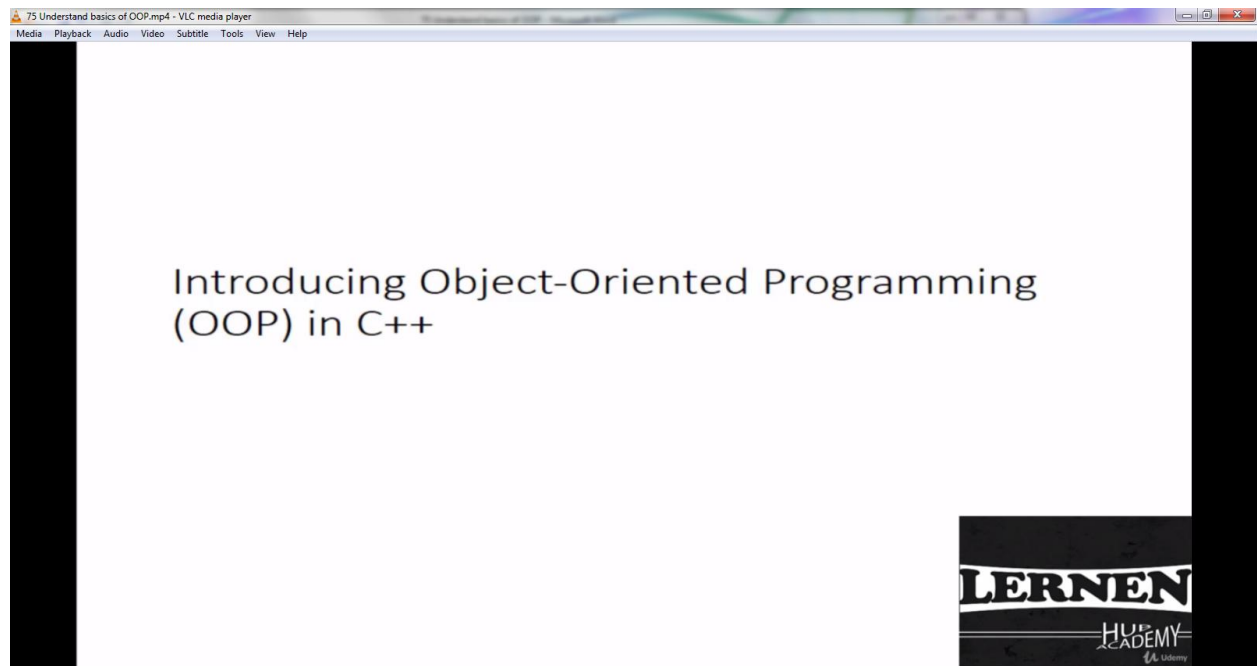 75 Understand basics of OOP.mp4 - VLC media player
Media Playback Audio Video Subtitle Tools View Help
Introducing Object-Oriented Programming
(OOP) in C++
LERNEN
HUB
ACADEMY
Udemy